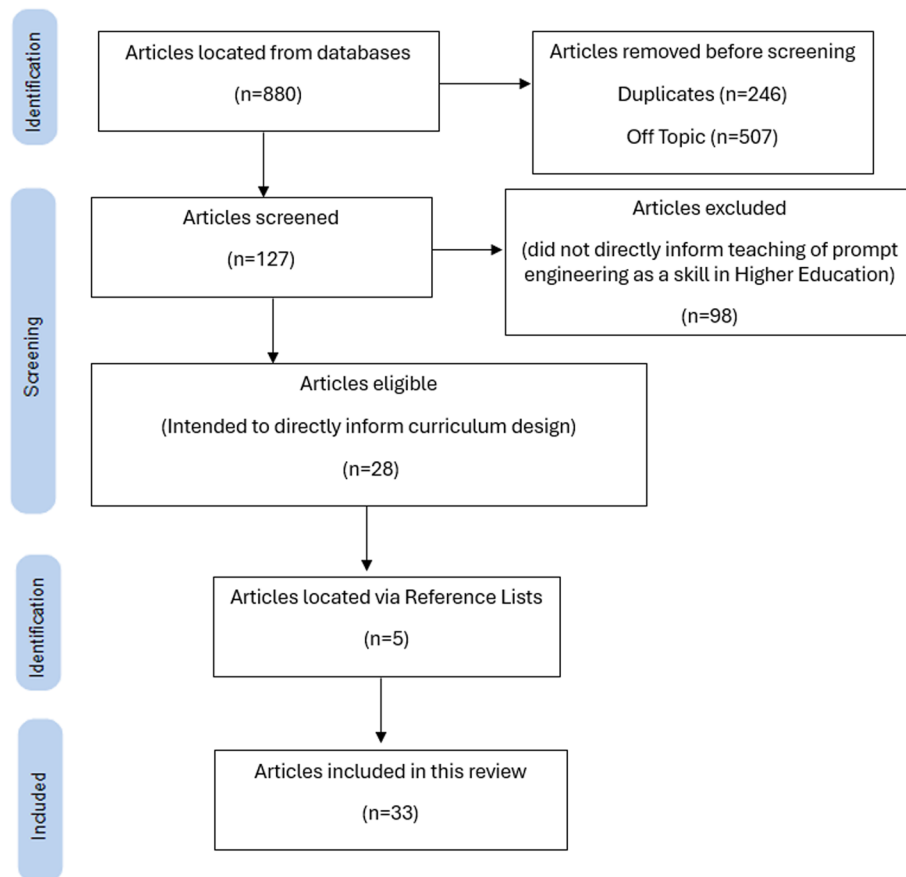 Identification
Articles located from databases
(n=880)
Articles removed before screening
Duplicates (n=246)
Off Topic (n=507)
Screening
Articles screened
(n=127)
Articles excluded
(did not directly inform teaching of prompt
engineering as a skill in Higher Education)
(n=98)
Articles eligible
(Intended to directly inform curriculum design)
(n=28)
Identification
Articles located via Reference Lists
(n=5)
Included
Articles included in this review
(n=33)